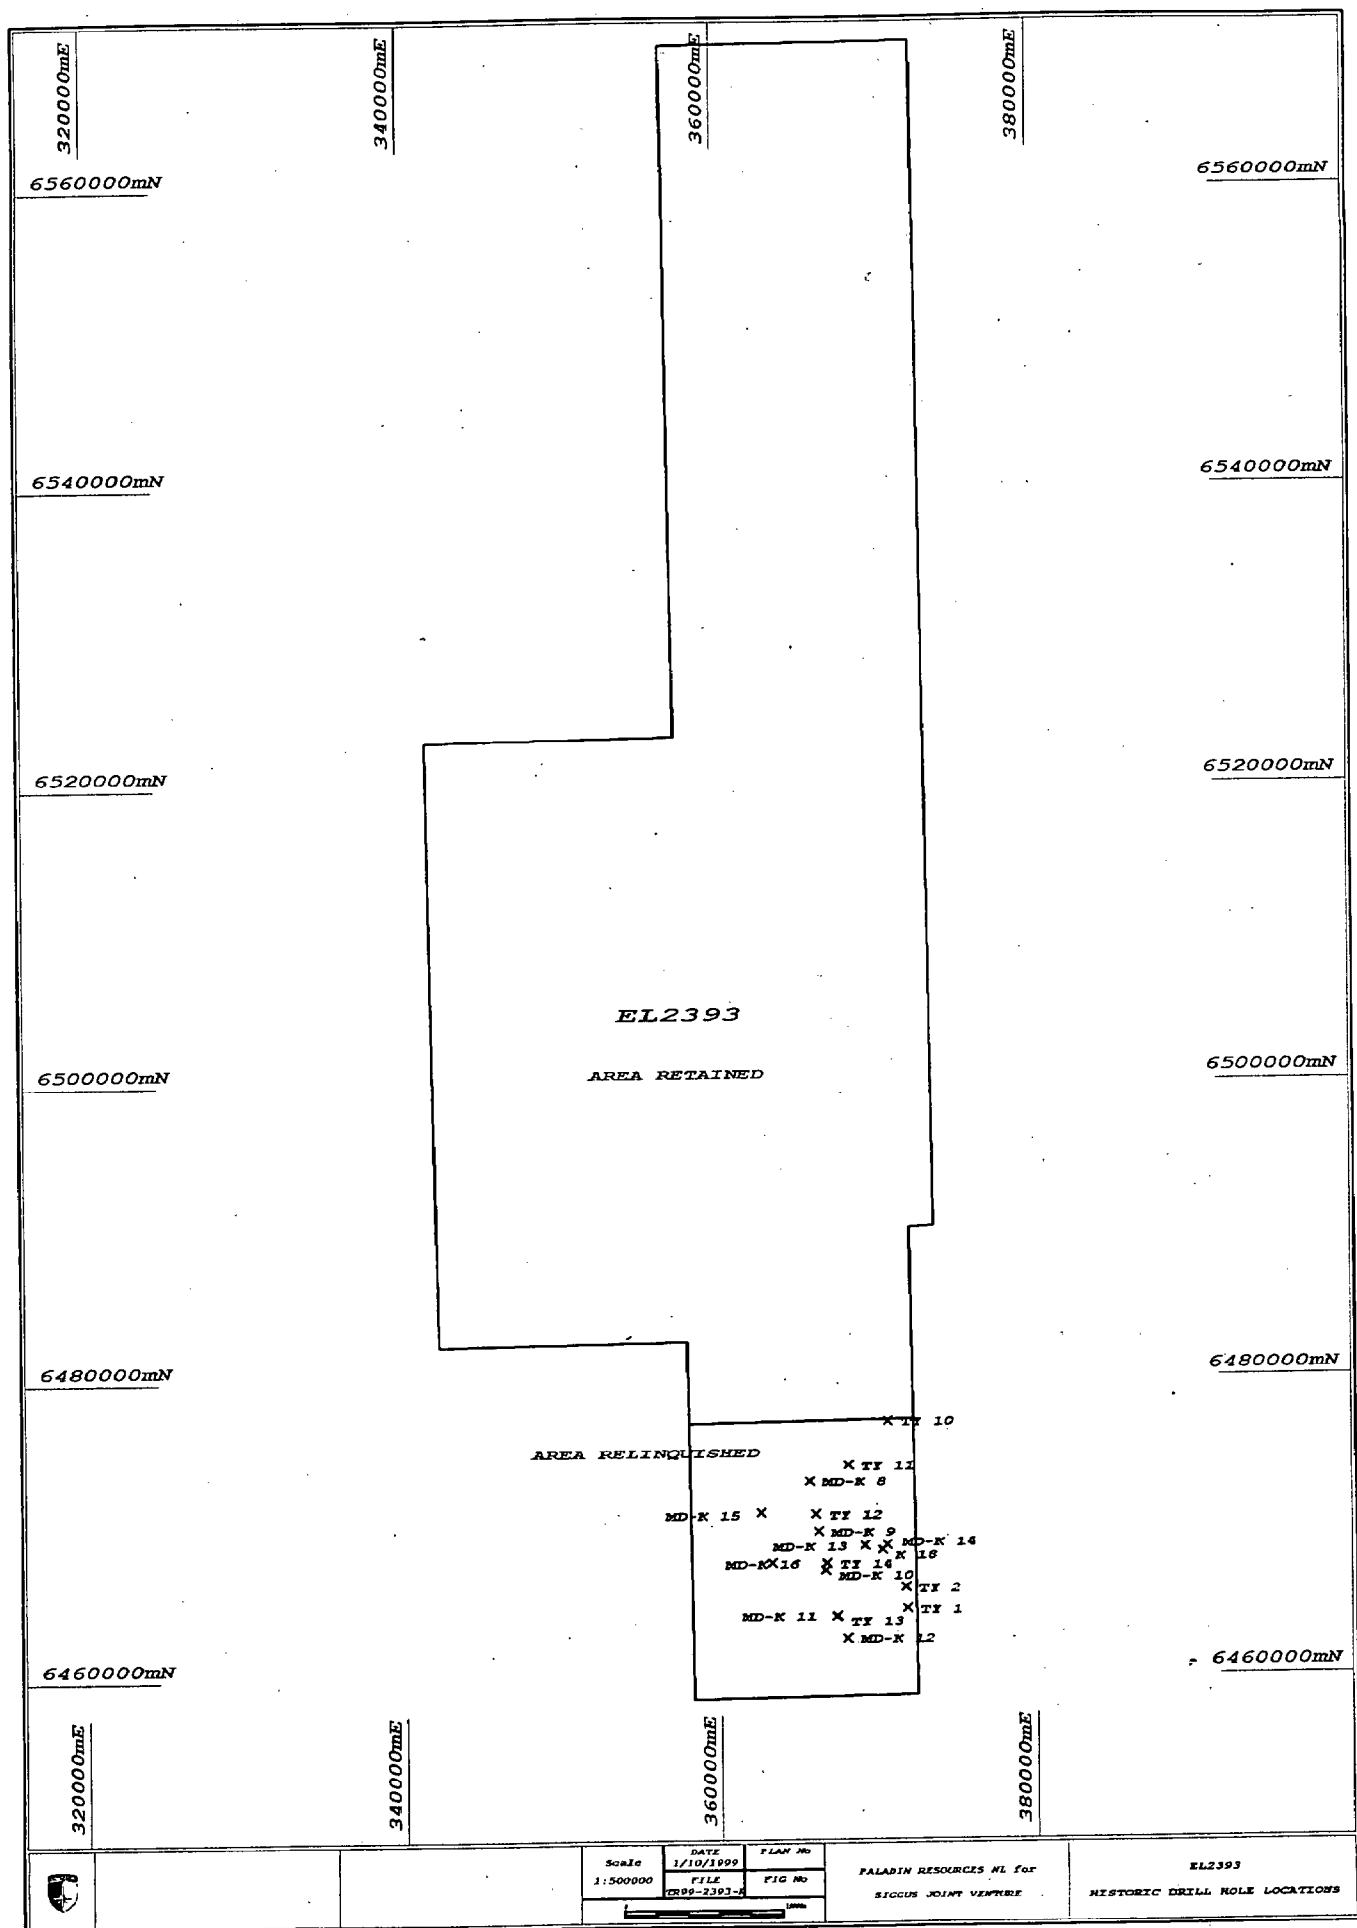 320000mE
340000mE
360000mE
380000mE
6560000mN
6560000mN
6540000mN
6540000mN
6520000mN
6520000mN
EL2393
AREA RETAINED
6500000mN
6500000mN
6480000mN
6480000mN
TY 10
AREA RELINQUISHED
TY 11
MD-K 8
MD-K 15
TY 12
MD-K 9
MD-K 13
MD-K 14
K 18
MD-K 16
TY 14
MD-K 10
TY 2
TY 1
MD-K 11
TY 13
MD-K 12
6460000mN
6460000mN
320000mE
340000mE
360000mE
380000mE
Scale
1:500000
DATE
1/10/1999
FILE
PLAN No
FIG No
PALADIN RESOURCES NL for
SICCUS JOINT VENTURE
EL2393
HISTORIC DRILL HOLE LOCATIONS